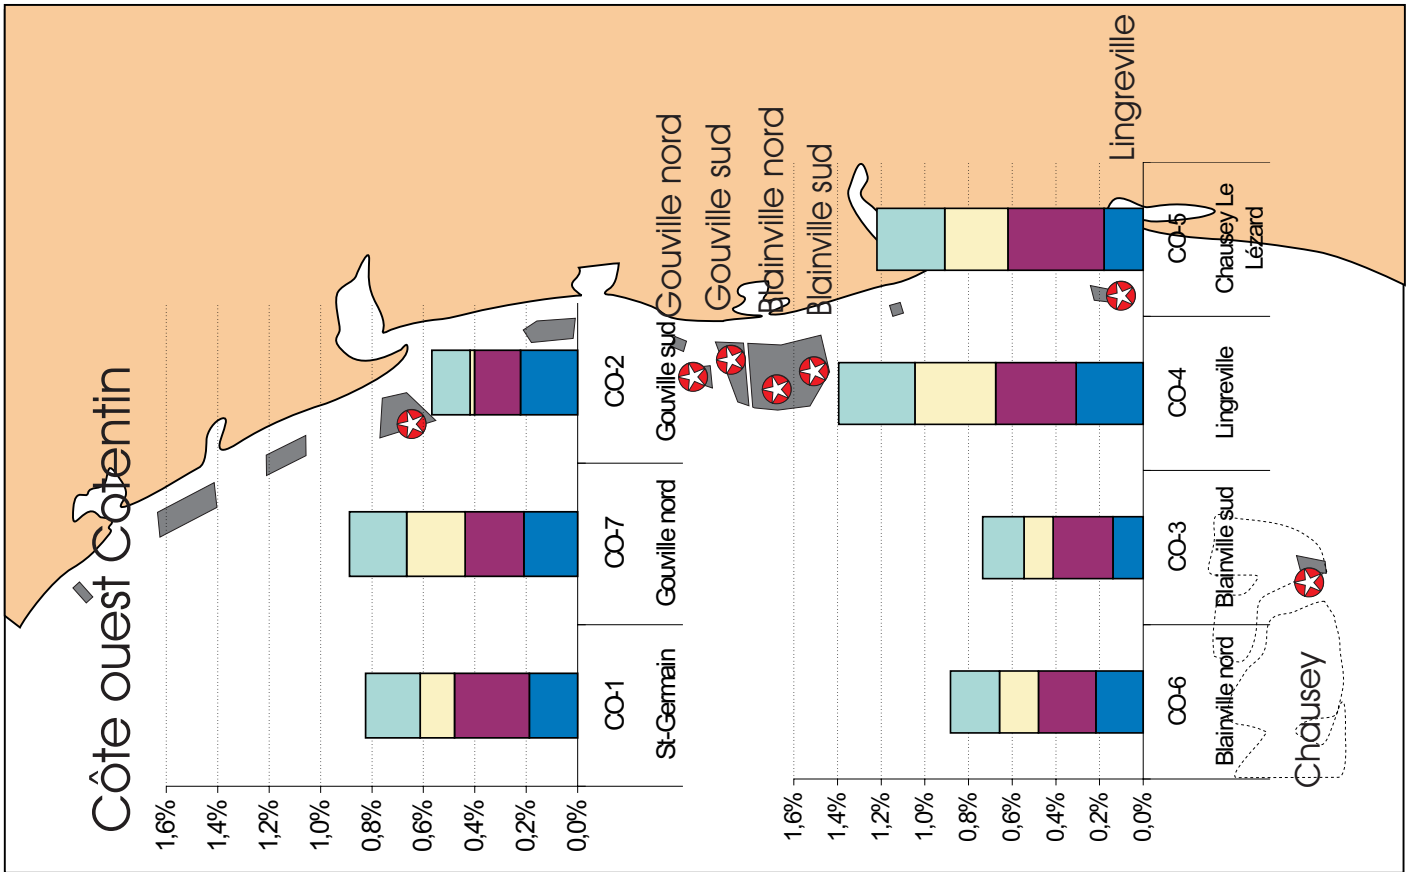 Côte ouest Cotentin
1,6%
1,4%
1,2%
1,0%
0,8%
0,6%
0,4%
0,2%
0,0%
CO-1
CO-7
CO-2
St-Germain
Gouville nord
Gouville sud
Gouville nord
Gouville sud
Blainville nord
Blainville sud
Lingreville
1,6%
1,4%
1,2%
1,0%
0,8%
0,6%
0,4%
0,2%
0,0%
CO-6
CO-3
CO-4
CO-5
Blainville nord
Blainville sud
Lingreville
Chausey Le
Lézard
Chausey